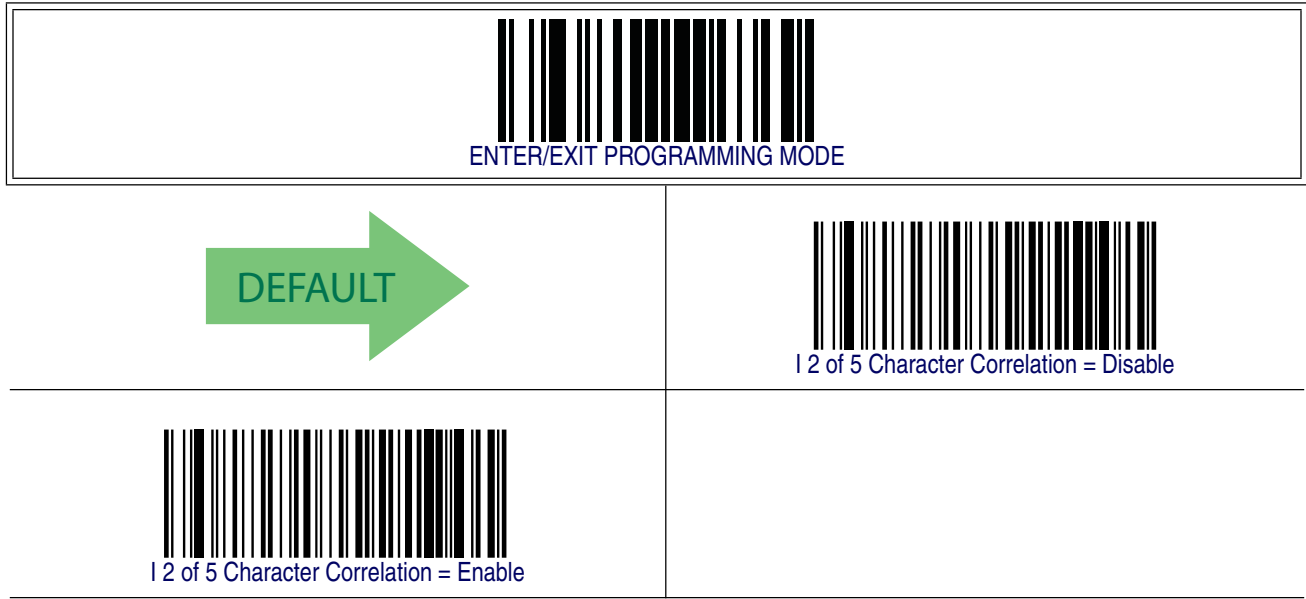 ENTER/EXIT PROGRAMMING MODE
DEFAULT
I 2 of 5 Character Correlation = Disable
I 2 of 5 Character Correlation = Enable